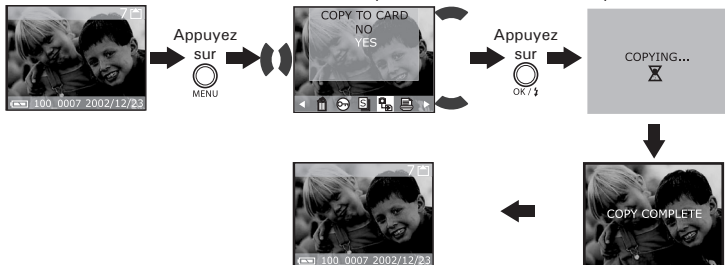 7
100_0007 2002/12/23
Appuyez
sur
MENU
COPY TO CARD
NO
YES
Appuyez
sur
OK /
COPYING...
COPY COMPLETE
7
100_0007 2002/12/23